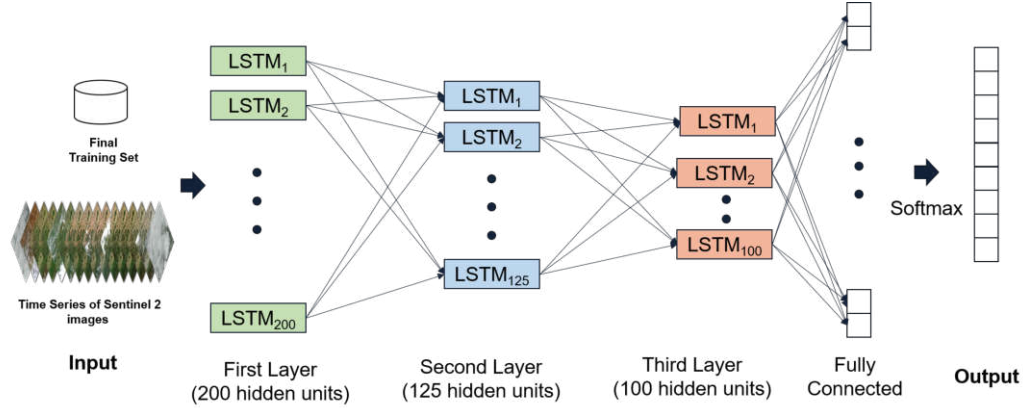 Final
Training Set
Time Series of Sentinel 2
images
Input
LSTM₁
LSTM₂
LSTM₂₀₀
First Layer
(200 hidden units)
LSTM₁
LSTM₂
LSTM₁₂₅
Second Layer
(125 hidden units)
LSTM₁
LSTM₂
LSTM₁₀₀
Third Layer
(100 hidden units)
Fully
Connected
Softmax
Output